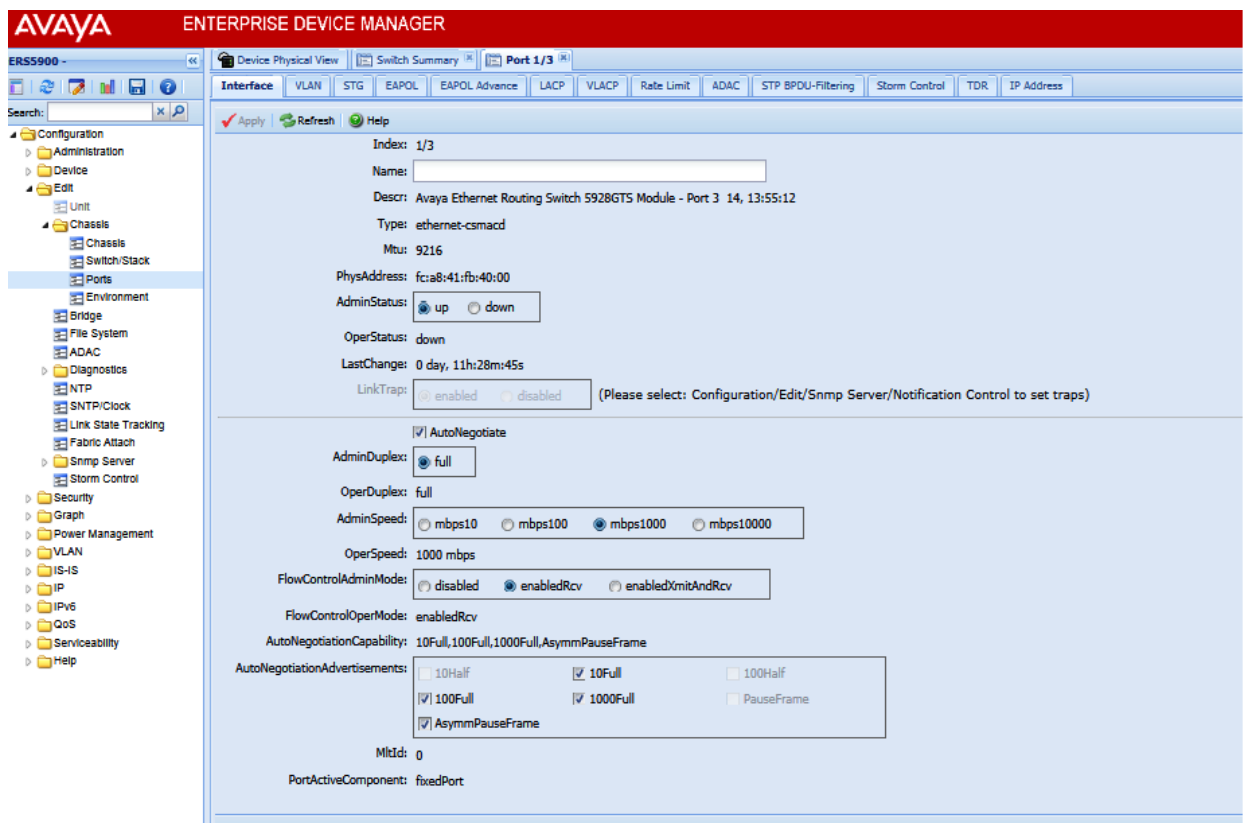 AVAYA ENTERPRISE DEVICE MANAGER
ERS5900 -
Search:
Configuration
Administration
Device
Edit
Unit
Chassis
Chassis
Switch/Stack
Ports
Environment
Bridge
File System
ADAC
Diagnostics
NTP
SNTP/Clock
Link State Tracking
Fabric Attach
Snmp Server
Storm Control
Security
Graph
Power Management
VLAN
IS-IS
IP
IPv6
QoS
Serviceability
Help
Device Physical View Switch Summary Port 1/3
Interface VLAN STG EAPOL EAPOL Advance LACP VLACP Rate Limit ADAC STP BPDU-Filtering Storm Control TDR IP Address
Apply Refresh Help
Index: 1/3
Name:
Descr: Avaya Ethernet Routing Switch 5928GTS Module - Port 3 14, 13:55:12
Type: ethernet-csmacd
Mtu: 9216
PhysAddress: fc:a8:41:fb:40:00
AdminStatus: up down
OperStatus: down
LastChange: 0 day, 11h:28m:45s
LinkTrap: enabled disabled (Please select: Configuration/Edit/Snmp Server/Notification Control to set traps)
AutoNegotiate
AdminDuplex: full
OperDuplex: full
AdminSpeed: mbps10 mbps100 mbps1000 mbps10000
OperSpeed: 1000 mbps
FlowControlAdminMode: disabled enabledRcv enabledXmitAndRcv
FlowControlOperMode: enabledRcv
AutoNegotiationCapability: 10Full,100Full,1000Full,AsymmPauseFrame
AutoNegotiationAdvertisements: 10Half 10Full 100Half
100Full 1000Full PauseFrame
AsymmPauseFrame
MltId: 0
PortActiveComponent: fixedPort